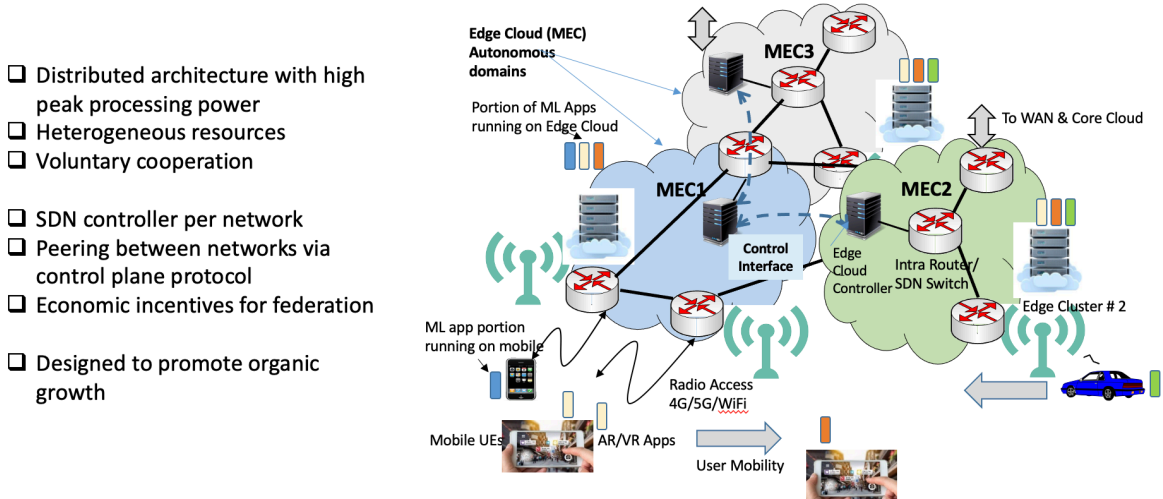 Distributed architecture with high
peak processing power
Heterogeneous resources
Voluntary cooperation
SDN controller per network
Peering between networks via
control plane protocol
Economic incentives for federation
Designed to promote organic
growth
Edge Cloud (MEC)
Autonomous
domains
MEC3
Portion of ML Apps
running on Edge Cloud
To WAN & Core Cloud
MEC1
MEC2
Control
Interface
Edge
Cloud
Controller
Intra Router/
SDN Switch
Edge Cluster # 2
ML app portion
running on mobile
Radio Access
4G/5G/WiFi
Mobile UEs
AR/VR Apps
User Mobility